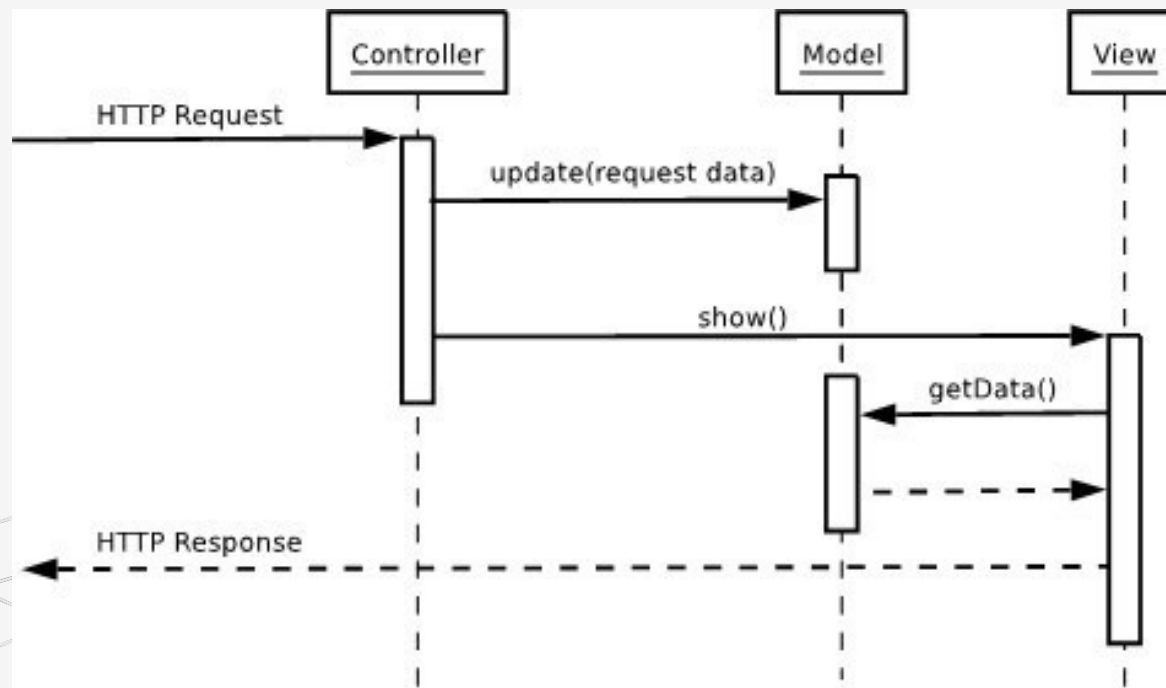 Controller
Model
View
HTTP Request
update(request data)
show()
getData()
HTTP Response